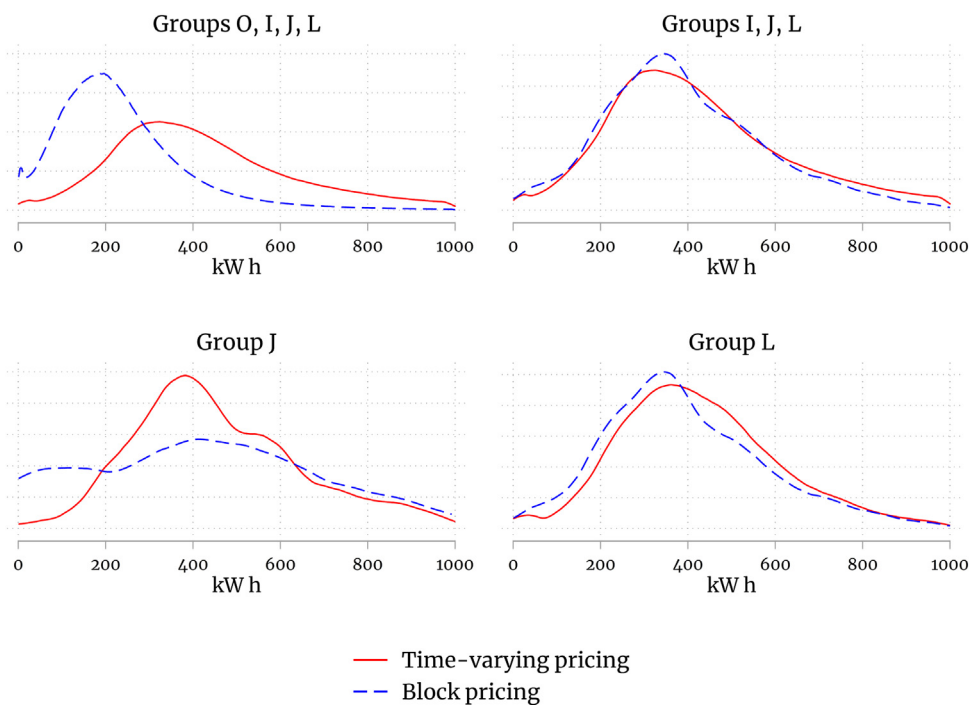 Groups O, I, J, L
Groups I, J, L
0 200 400 600 800 1000
kW h
0 200 400 600 800 1000
kW h
Group J
Group L
0 200 400 600 800 1000
kW h
0 200 400 600 800 1000
kW h
Time-varying pricing
Block pricing